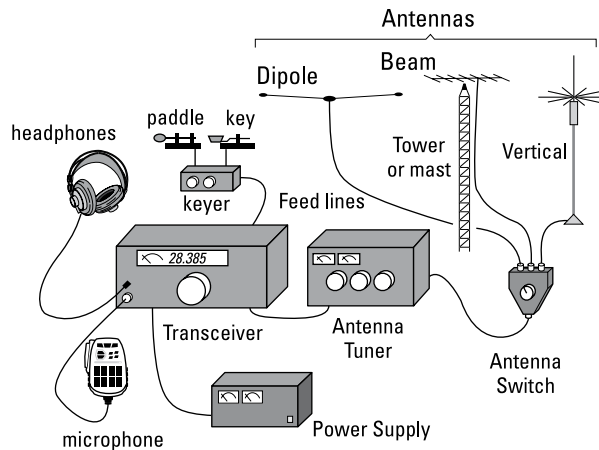 Antennas
Dipole
Beam
headphones
paddle
key
keyer
Feed lines
Tower
or mast
Vertical
28.385
Transceiver
Antenna
Tuner
Antenna
Switch
microphone
Power Supply